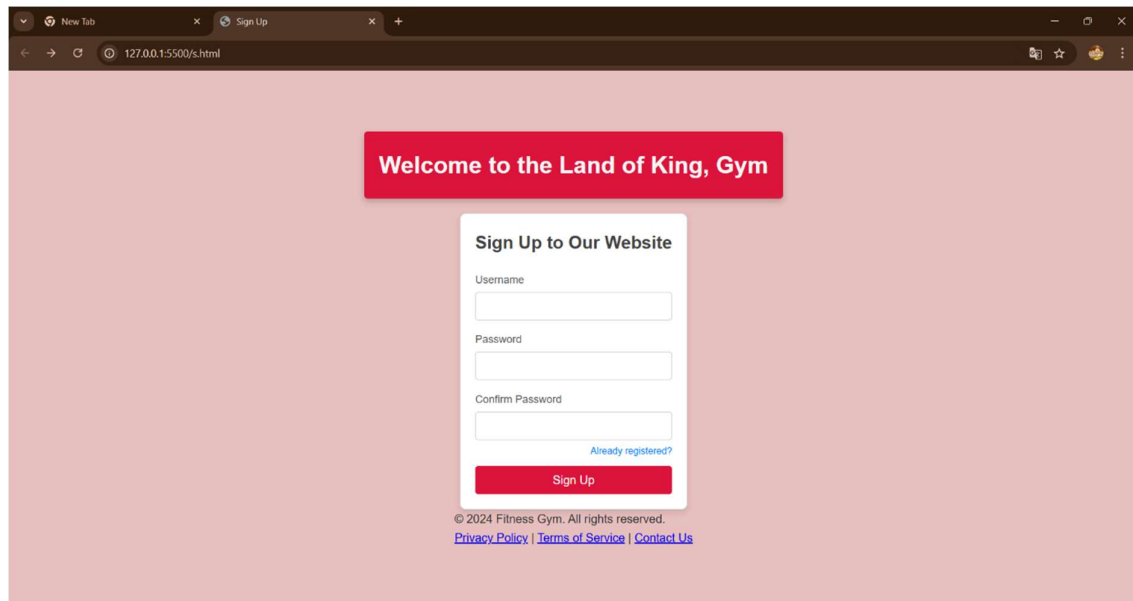 New Tab
Sign Up
127.0.0.1:5500/s.html
Welcome to the Land of King, Gym
Sign Up to Our Website
Username
Password
Confirm Password
Already registered?
Sign Up
© 2024 Fitness Gym. All rights reserved.
Privacy Policy | Terms of Service | Contact Us